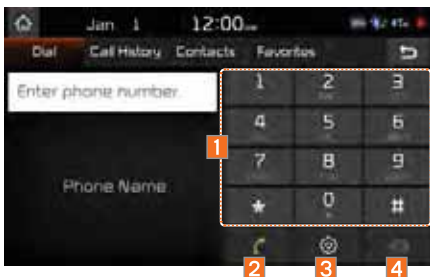 Jan. 1 12:00
Dial Call History Contacts Favorites
Enter phone number.
1 2 3
4 5 6
1
7 8 9
Phone Name
* 0 #
2 3 4